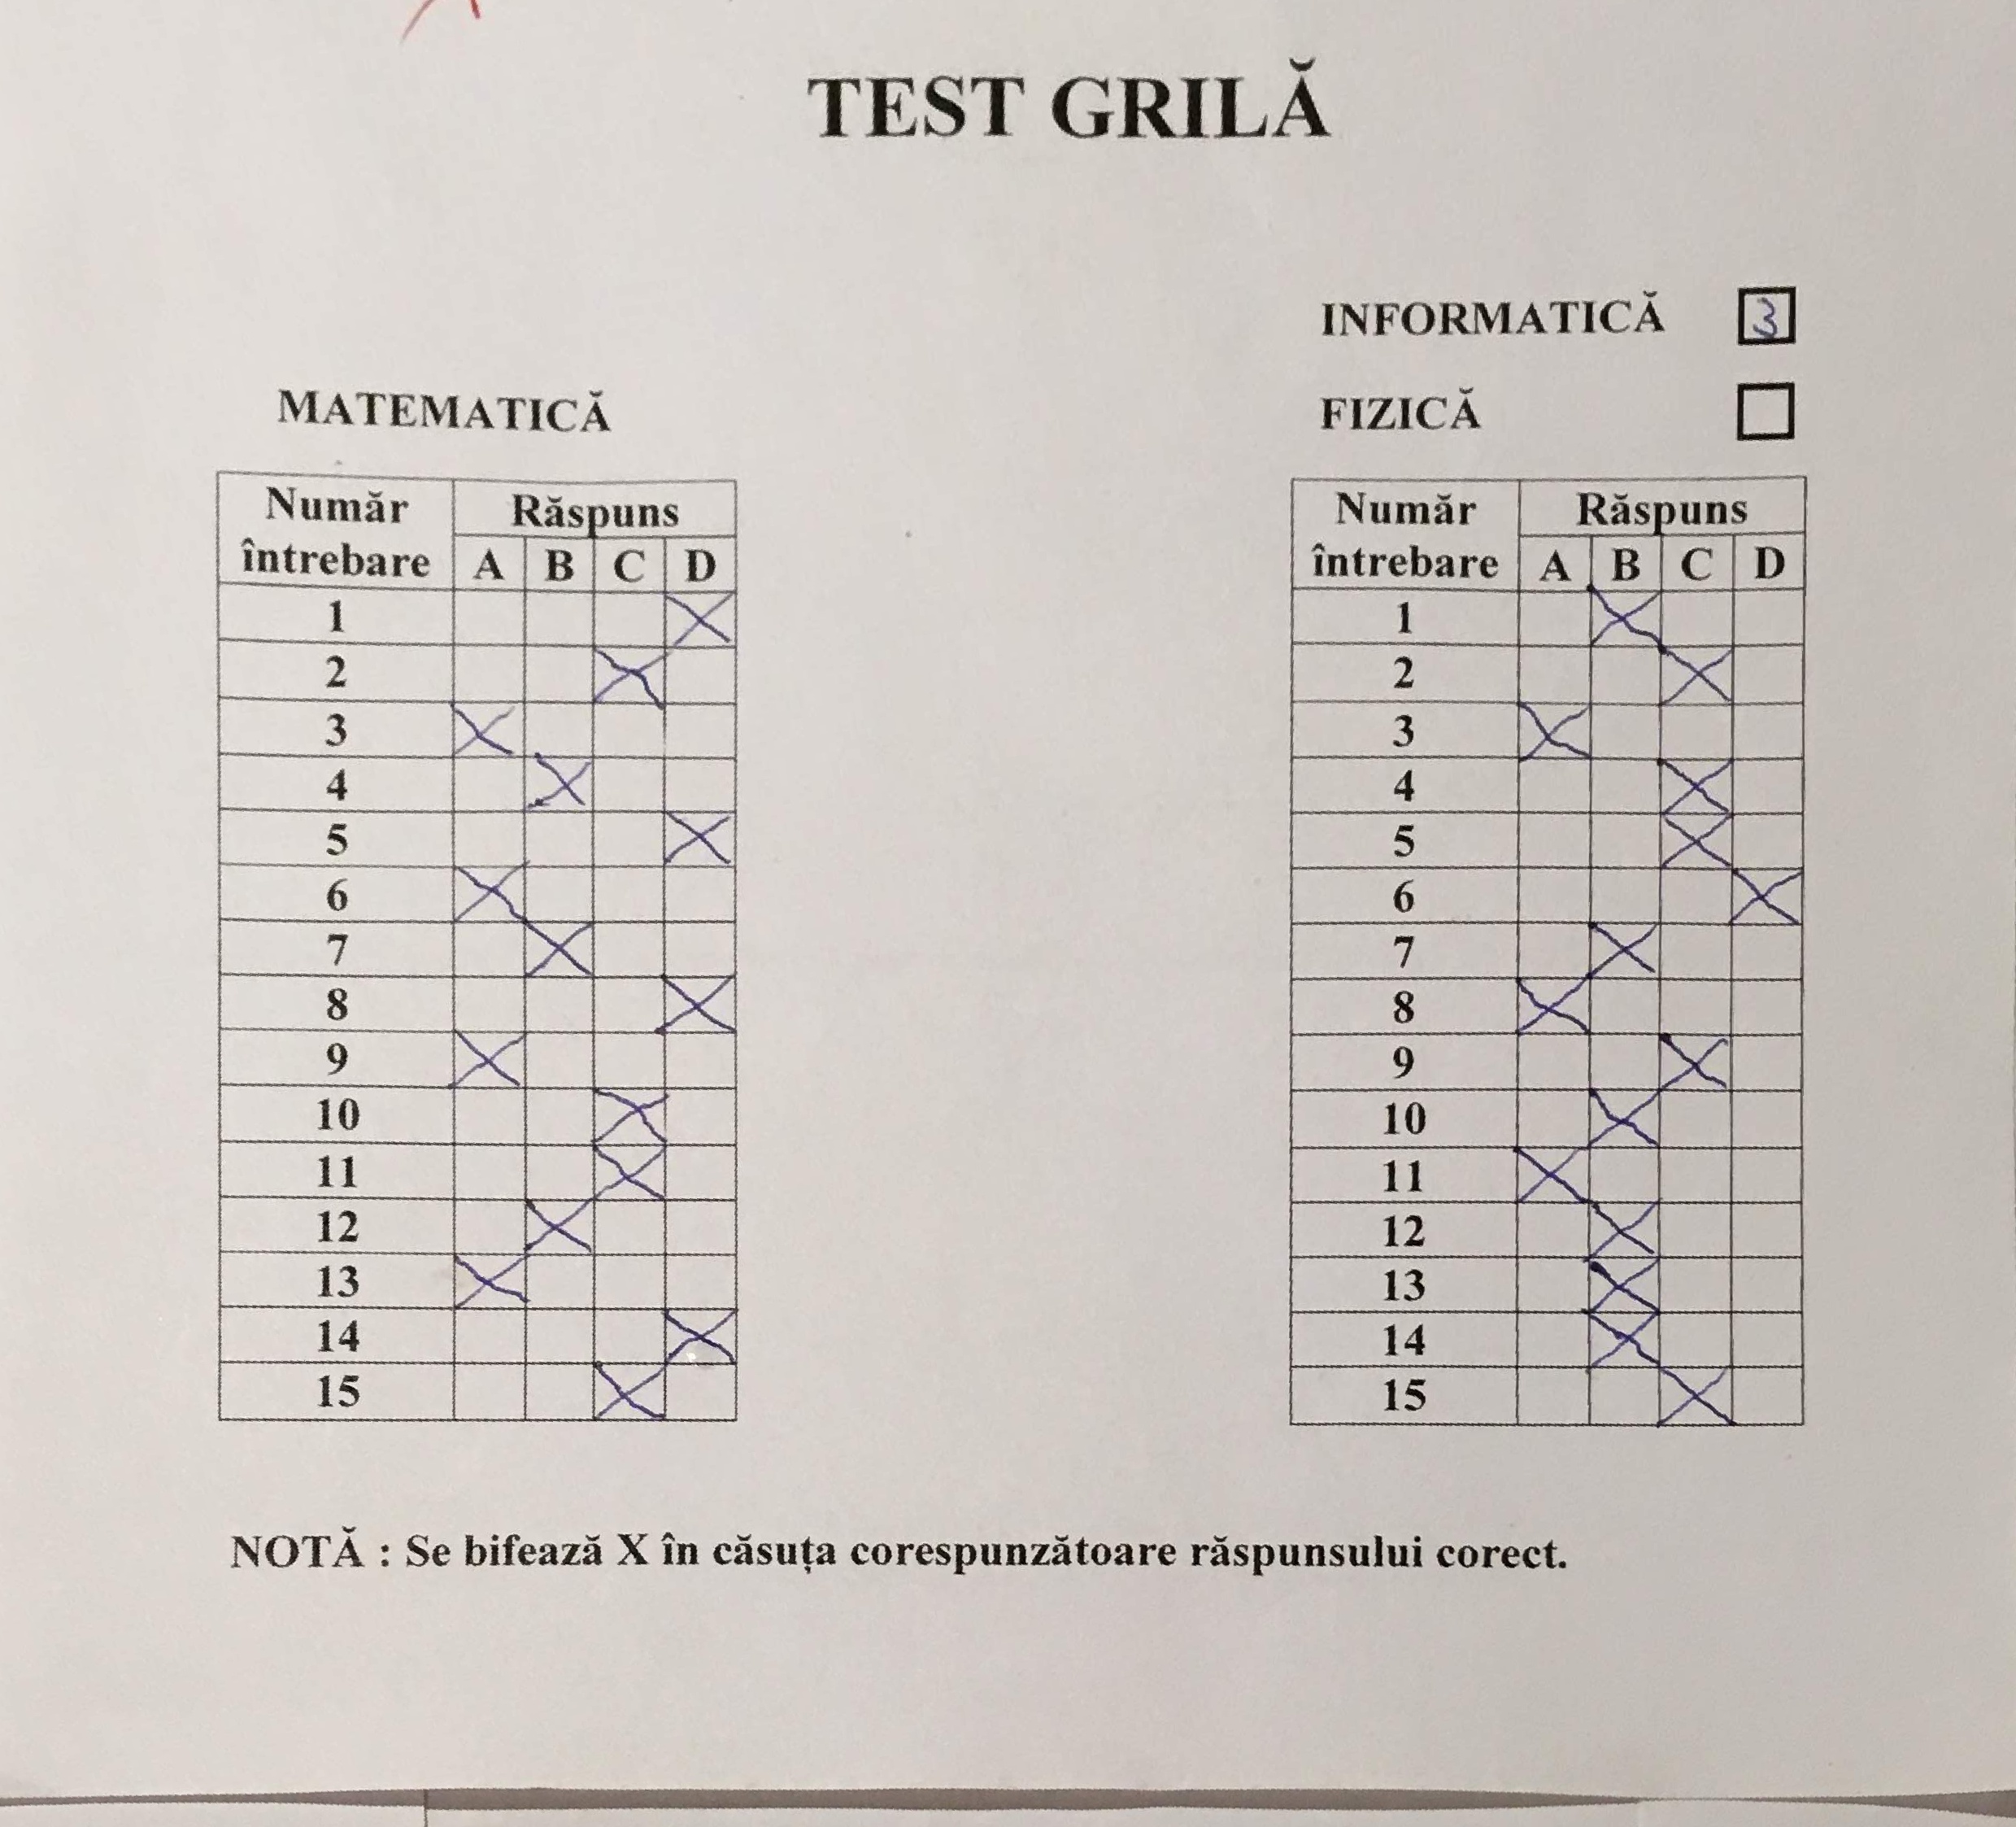 TEST GRILĂ
INFORMATICĂ 3
FIZICĂ
MATEMATICĂ
Număr întrebare Răspuns
A B C D
1 X
2 X
3 X
4 X
5 X
6 X
7 X
8 X
9 X
10 X
11 X
12 X
13 X
14 X
15 X
Număr întrebare Răspuns
A B C D
1 X
2 X
3 X
4 X
5 X
6 X
7 X
8 X
9 X
10 X
11 X
12 X
13 X
14 X
15 X
NOTĂ : Se bifează X în căsuța corespunzătoare răspunsului corect.